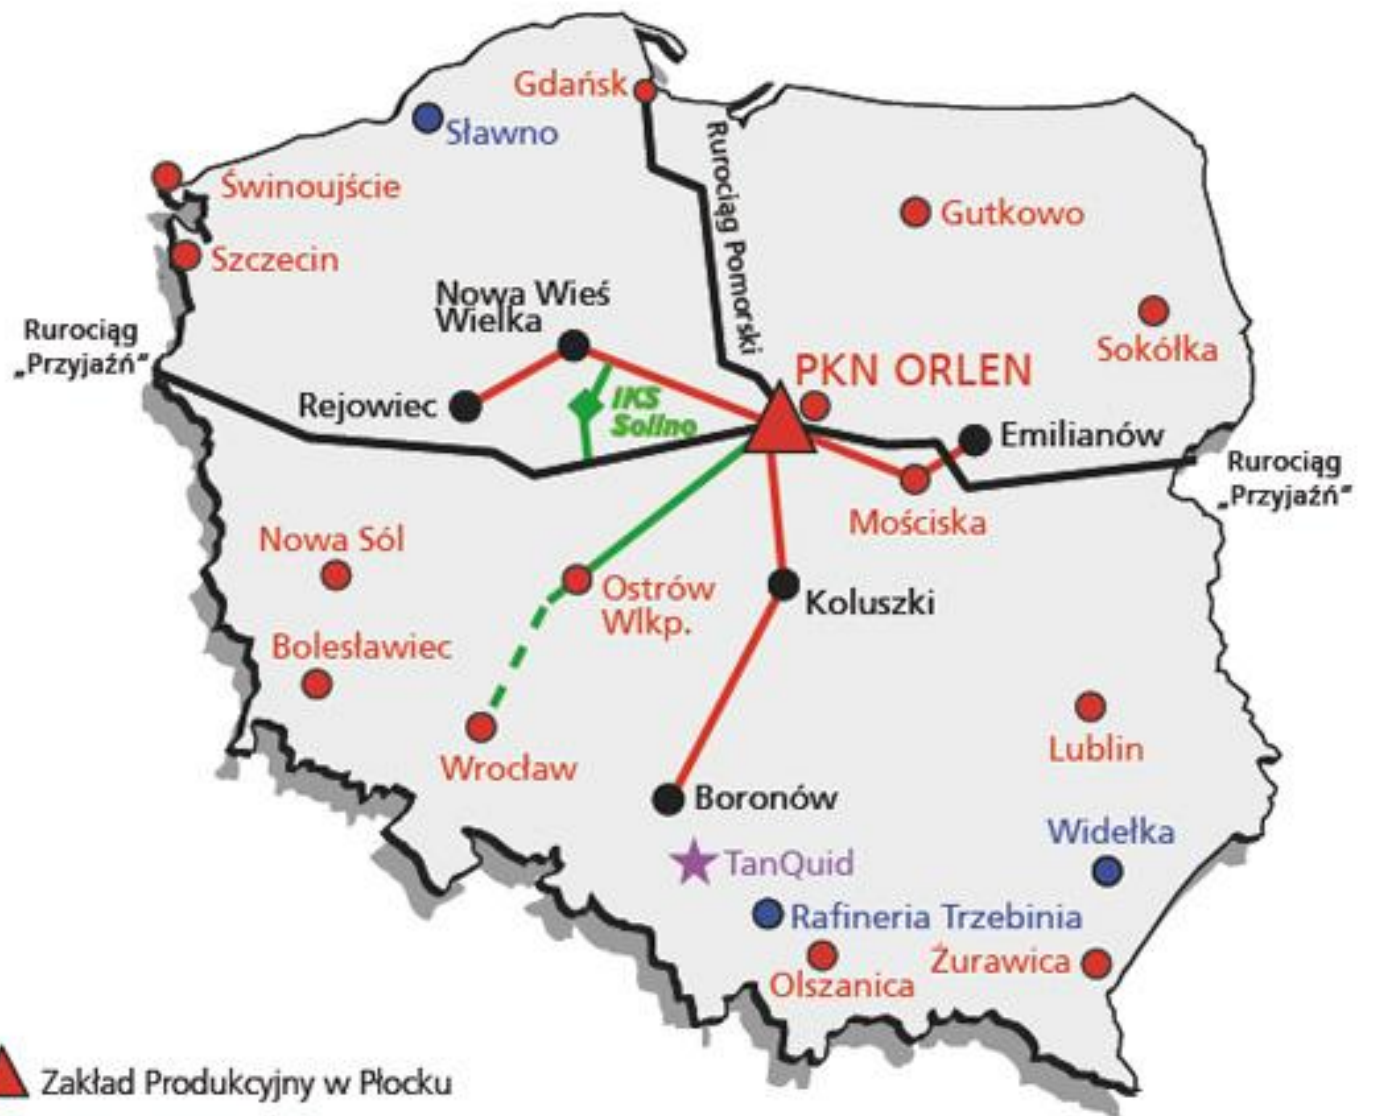 Gdańsk
Sławno
Świnoujście
Rurociąg Pomorski
Gutkowo
Szczecin
Nowa Wieś
Wielka
Rurociąg
„Przyjaźń“
Sokółka
PKN ORLEN
Rejowiec
IKS
Solino
Emilianów
Rurociąg
„Przyjaźń“
Mościska
Nowa Sól
Ostrów
Wlkp.
Koluszki
Bolesławiec
Wrocław
Lublin
Boronów
Widełka
TanQuid
Rafineria Trzebinia
Żurawica
Olszanica
Zakład Produkcyjny w Płocku